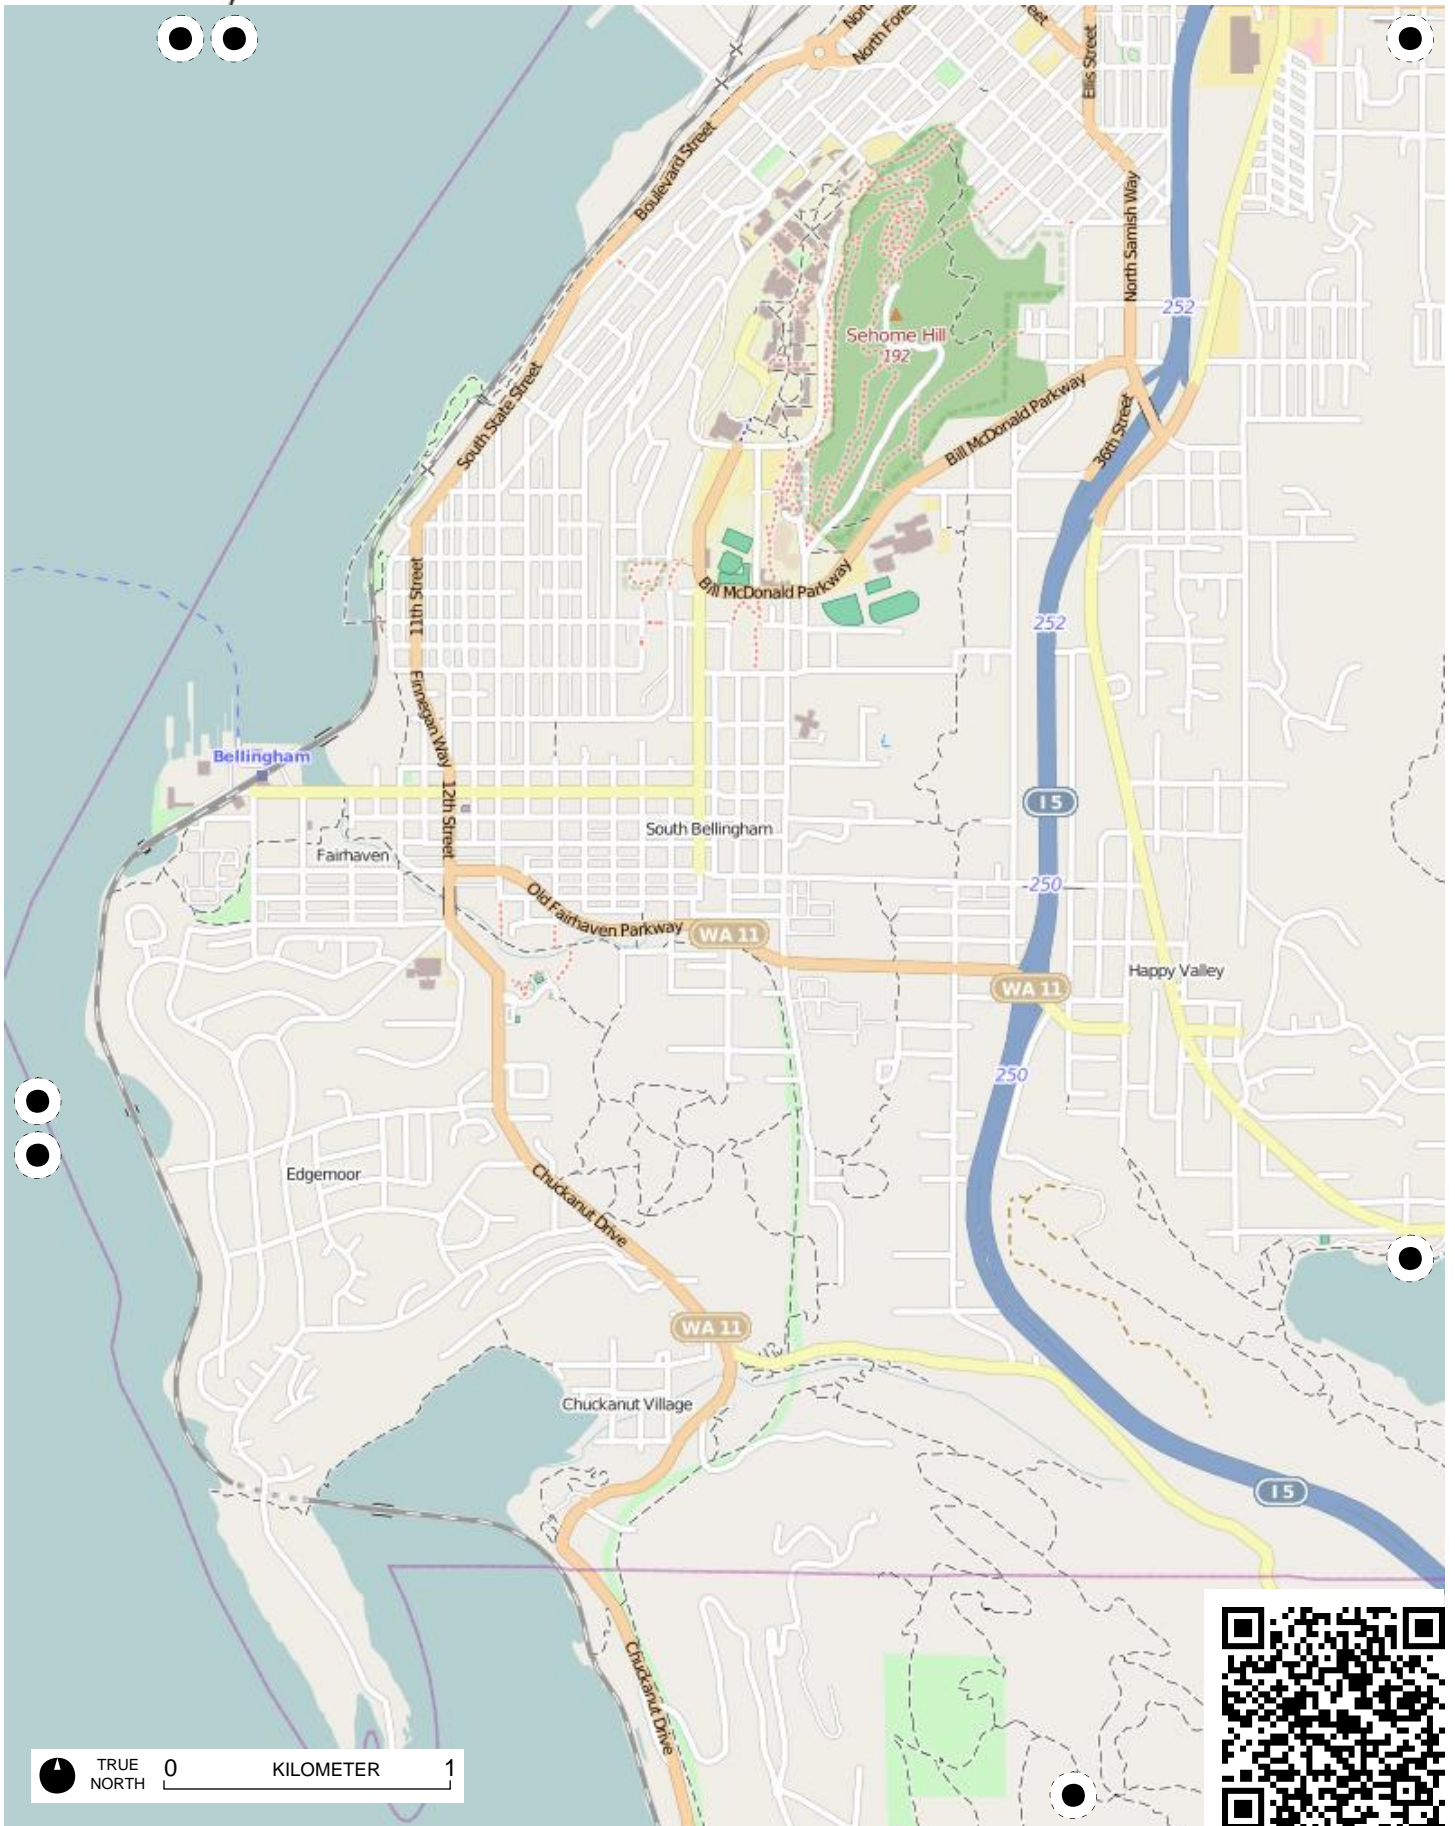 North Fores
reet
Ellis Street
Boulevard Street
North Samish Way
252
Sehome Hill
192
South State Street
Bill McDonald Parkway
36th Street
11th Street
Bill McDonald Parkway
252
Finnegan Way
Bellingham
12th Street
I 5
South Bellingham
Fairhaven
250
Old Fairhaven Parkway
WA 11
Happy Valley
WA 11
250
Edgemoor
Chuckanut Drive
WA 11
Chuckanut Village
I 5
Chuckanut Drive
TRUE NORTH
0 KILOMETER 1